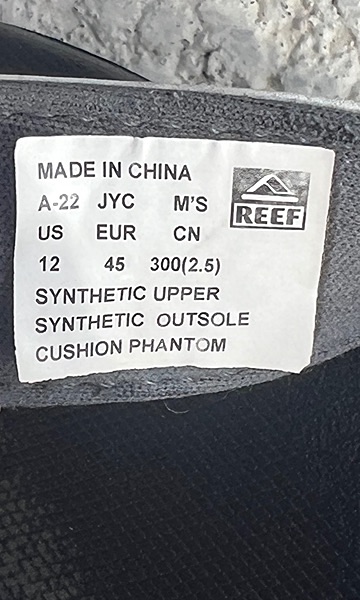 MADE IN CHINA
A-22 JYC M'S
REEF
US EUR CN
12 45 300(2.5)
SYNTHETIC UPPER
SYNTHETIC OUTSOLE
CUSHION PHANTOM